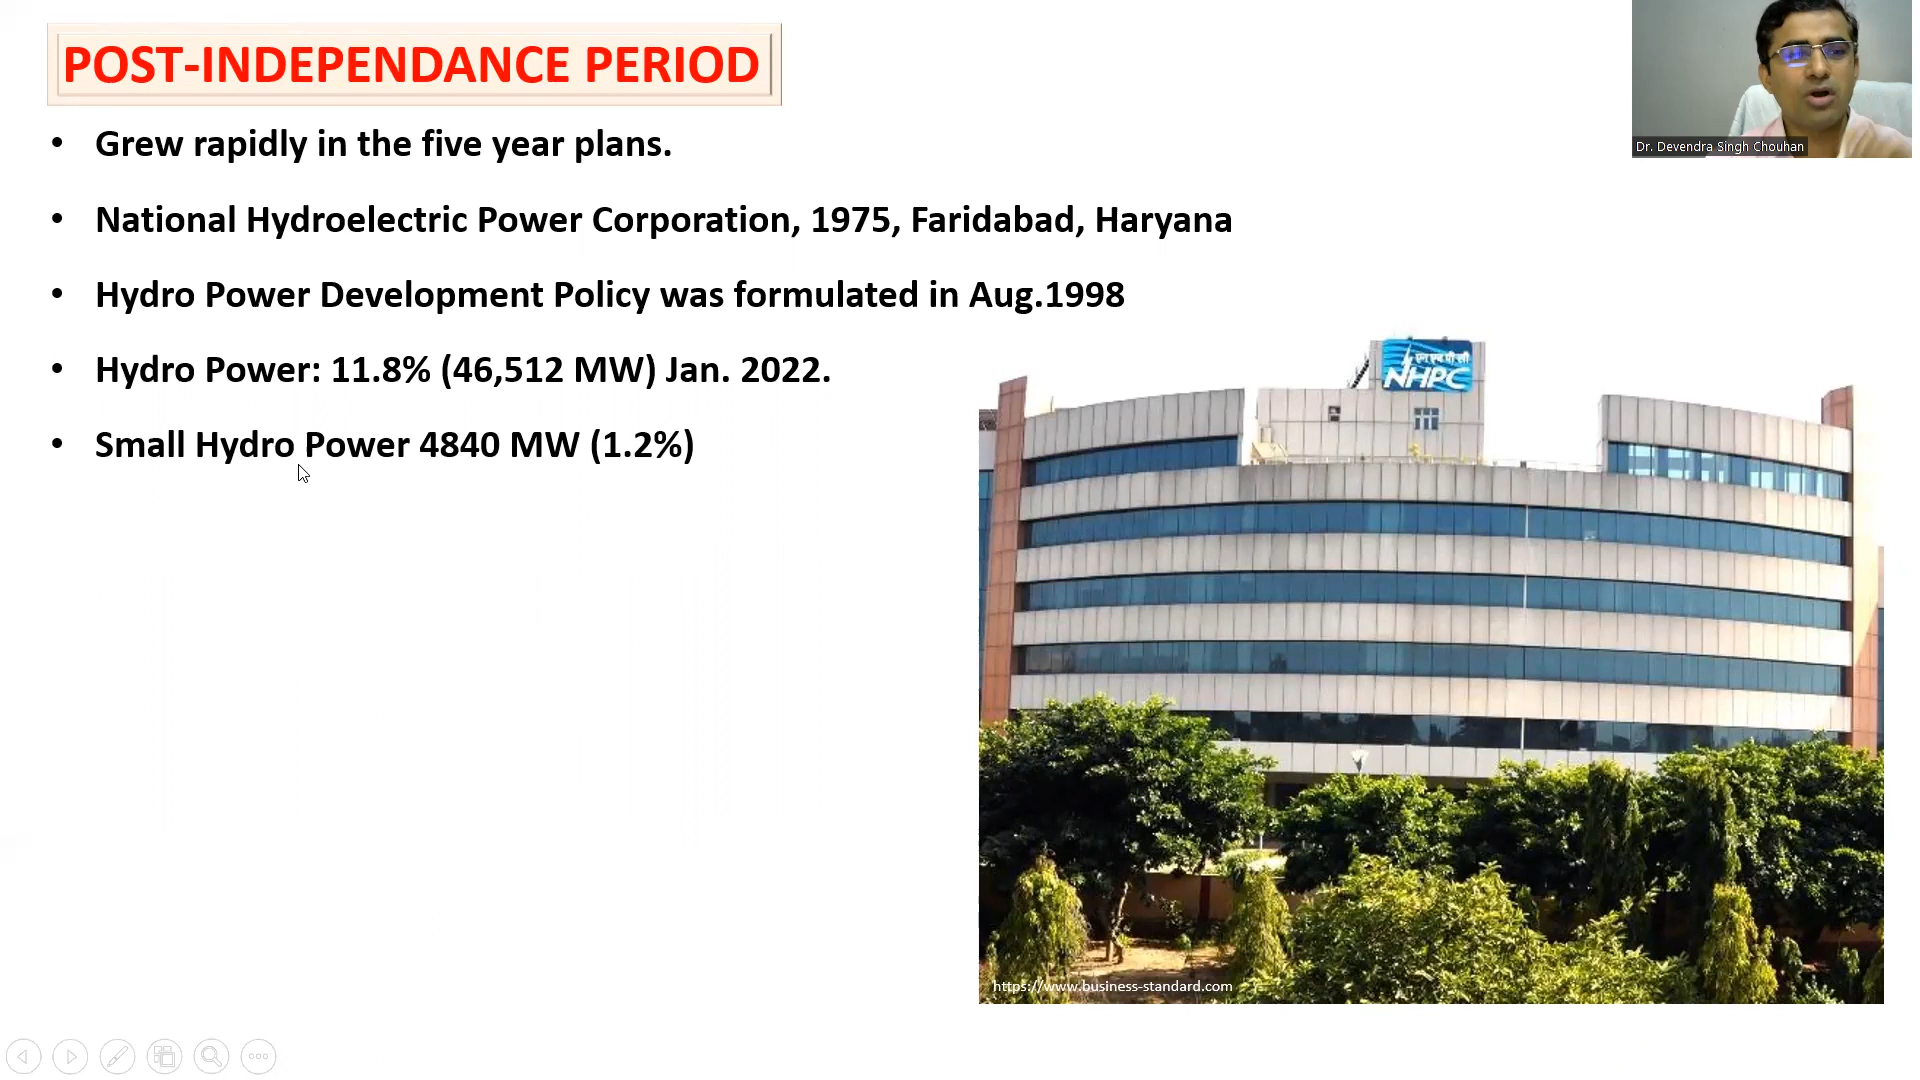 POST-INDEPENDANCE PERIOD
Dr. Devendra Singh Chouhan
• Grew rapidly in the five year plans.
• National Hydroelectric Power Corporation, 1975, Faridabad, Haryana
• Hydro Power Development Policy was formulated in Aug.1998
• Hydro Power: 11.8% (46,512 MW) Jan. 2022.
• Small Hydro Power 4840 MW (1.2%)
एन एच पी सी
NHPC
https://www.business-standard.com